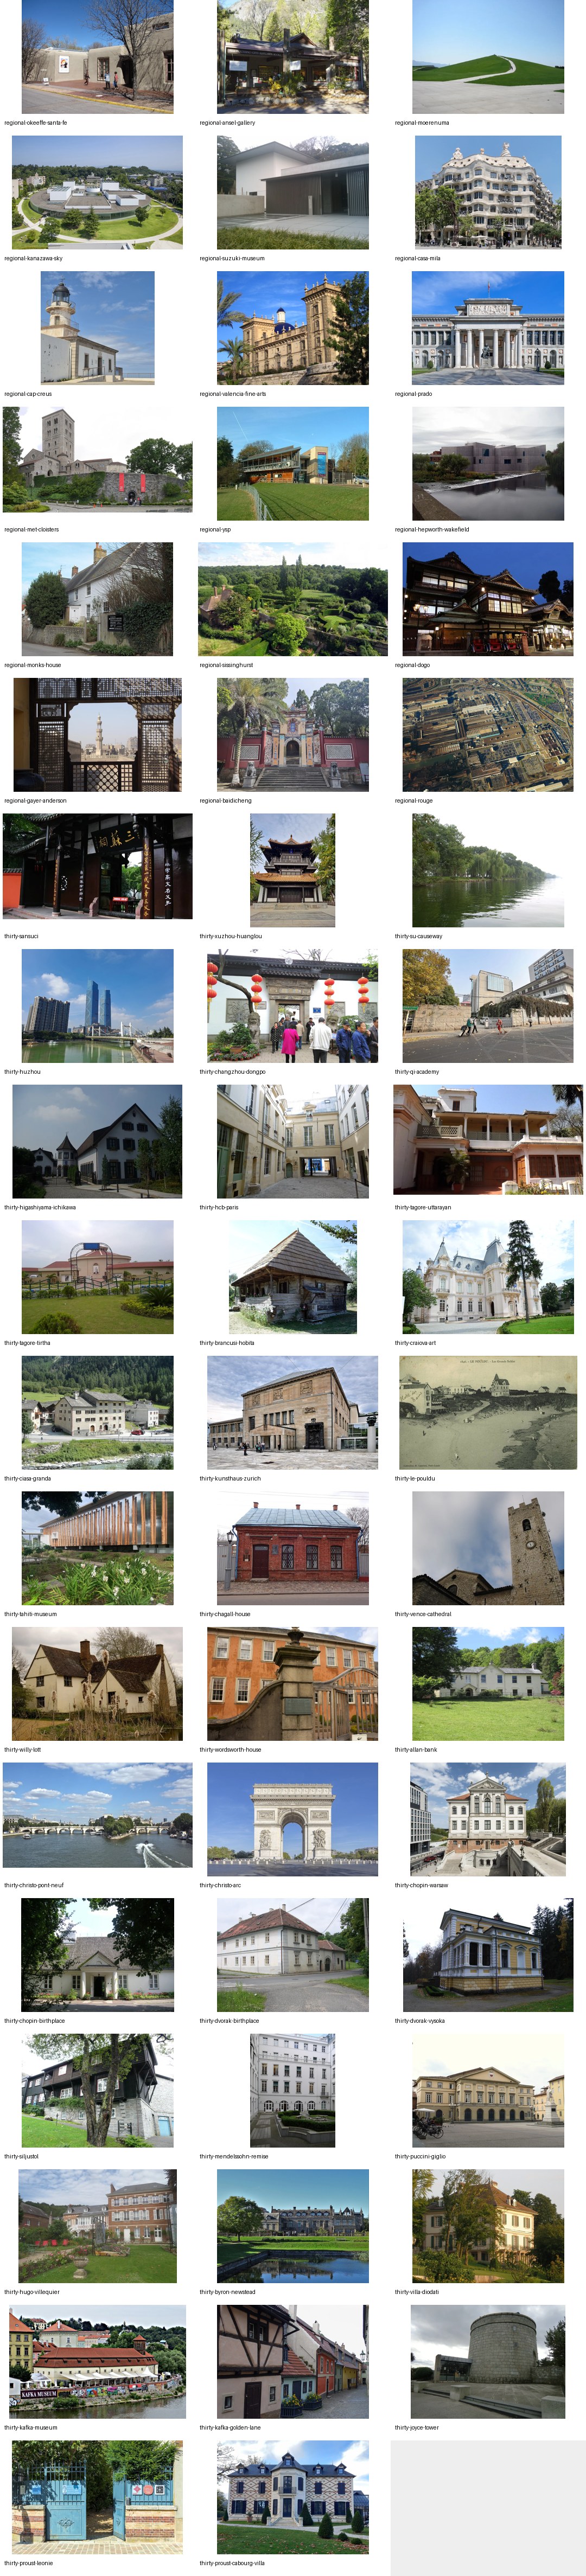 regional-okeeffe-santa-fe
regional-ansel-gallery
regional-moerenuma
regional-kanazawa-sky
regional-suzuki-museum
regional-casa-mila
regional-cap-creus
regional-valencia-fine-arts
regional-prado
regional-met-cloisters
regional-ysp
regional-hepworth-wakefield
regional-monks-house
regional-sissinghurst
regional-dogo
regional-gayer-anderson
regional-baidicheng
regional-rouge
三蘇祠
thirty-sansuci
thirty-xuzhou-huanglou
thirty-su-causeway
thirty-huzhou
thirty-changzhou-dongpo
thirty-qi-academy
thirty-higashiyama-ichikawa
thirty-hcb-paris
thirty-tagore-uttarayan
thirty-tagore-tirtha
thirty-brancusi-hobita
thirty-craiova-art
thirty-ciasa-granda
thirty-kunsthaus-zurich
thirty-le-pouldu
thirty-tahiti-museum
thirty-chagall-house
thirty-vence-cathedral
thirty-willy-lott
thirty-wordsworth-house
thirty-allan-bank
thirty-christo-pont-neuf
thirty-christo-arc
thirty-chopin-warsaw
thirty-chopin-birthplace
thirty-dvorak-birthplace
thirty-dvorak-vysoka
thirty-siljustol
thirty-mendelssohn-remise
thirty-puccini-giglio
thirty-hugo-villequier
thirty-byron-newstead
thirty-villa-diodati
KAFKA MUSEUM
thirty-kafka-museum
thirty-kafka-golden-lane
thirty-joyce-tower
thirty-proust-leonie
thirty-proust-cabourg-villa